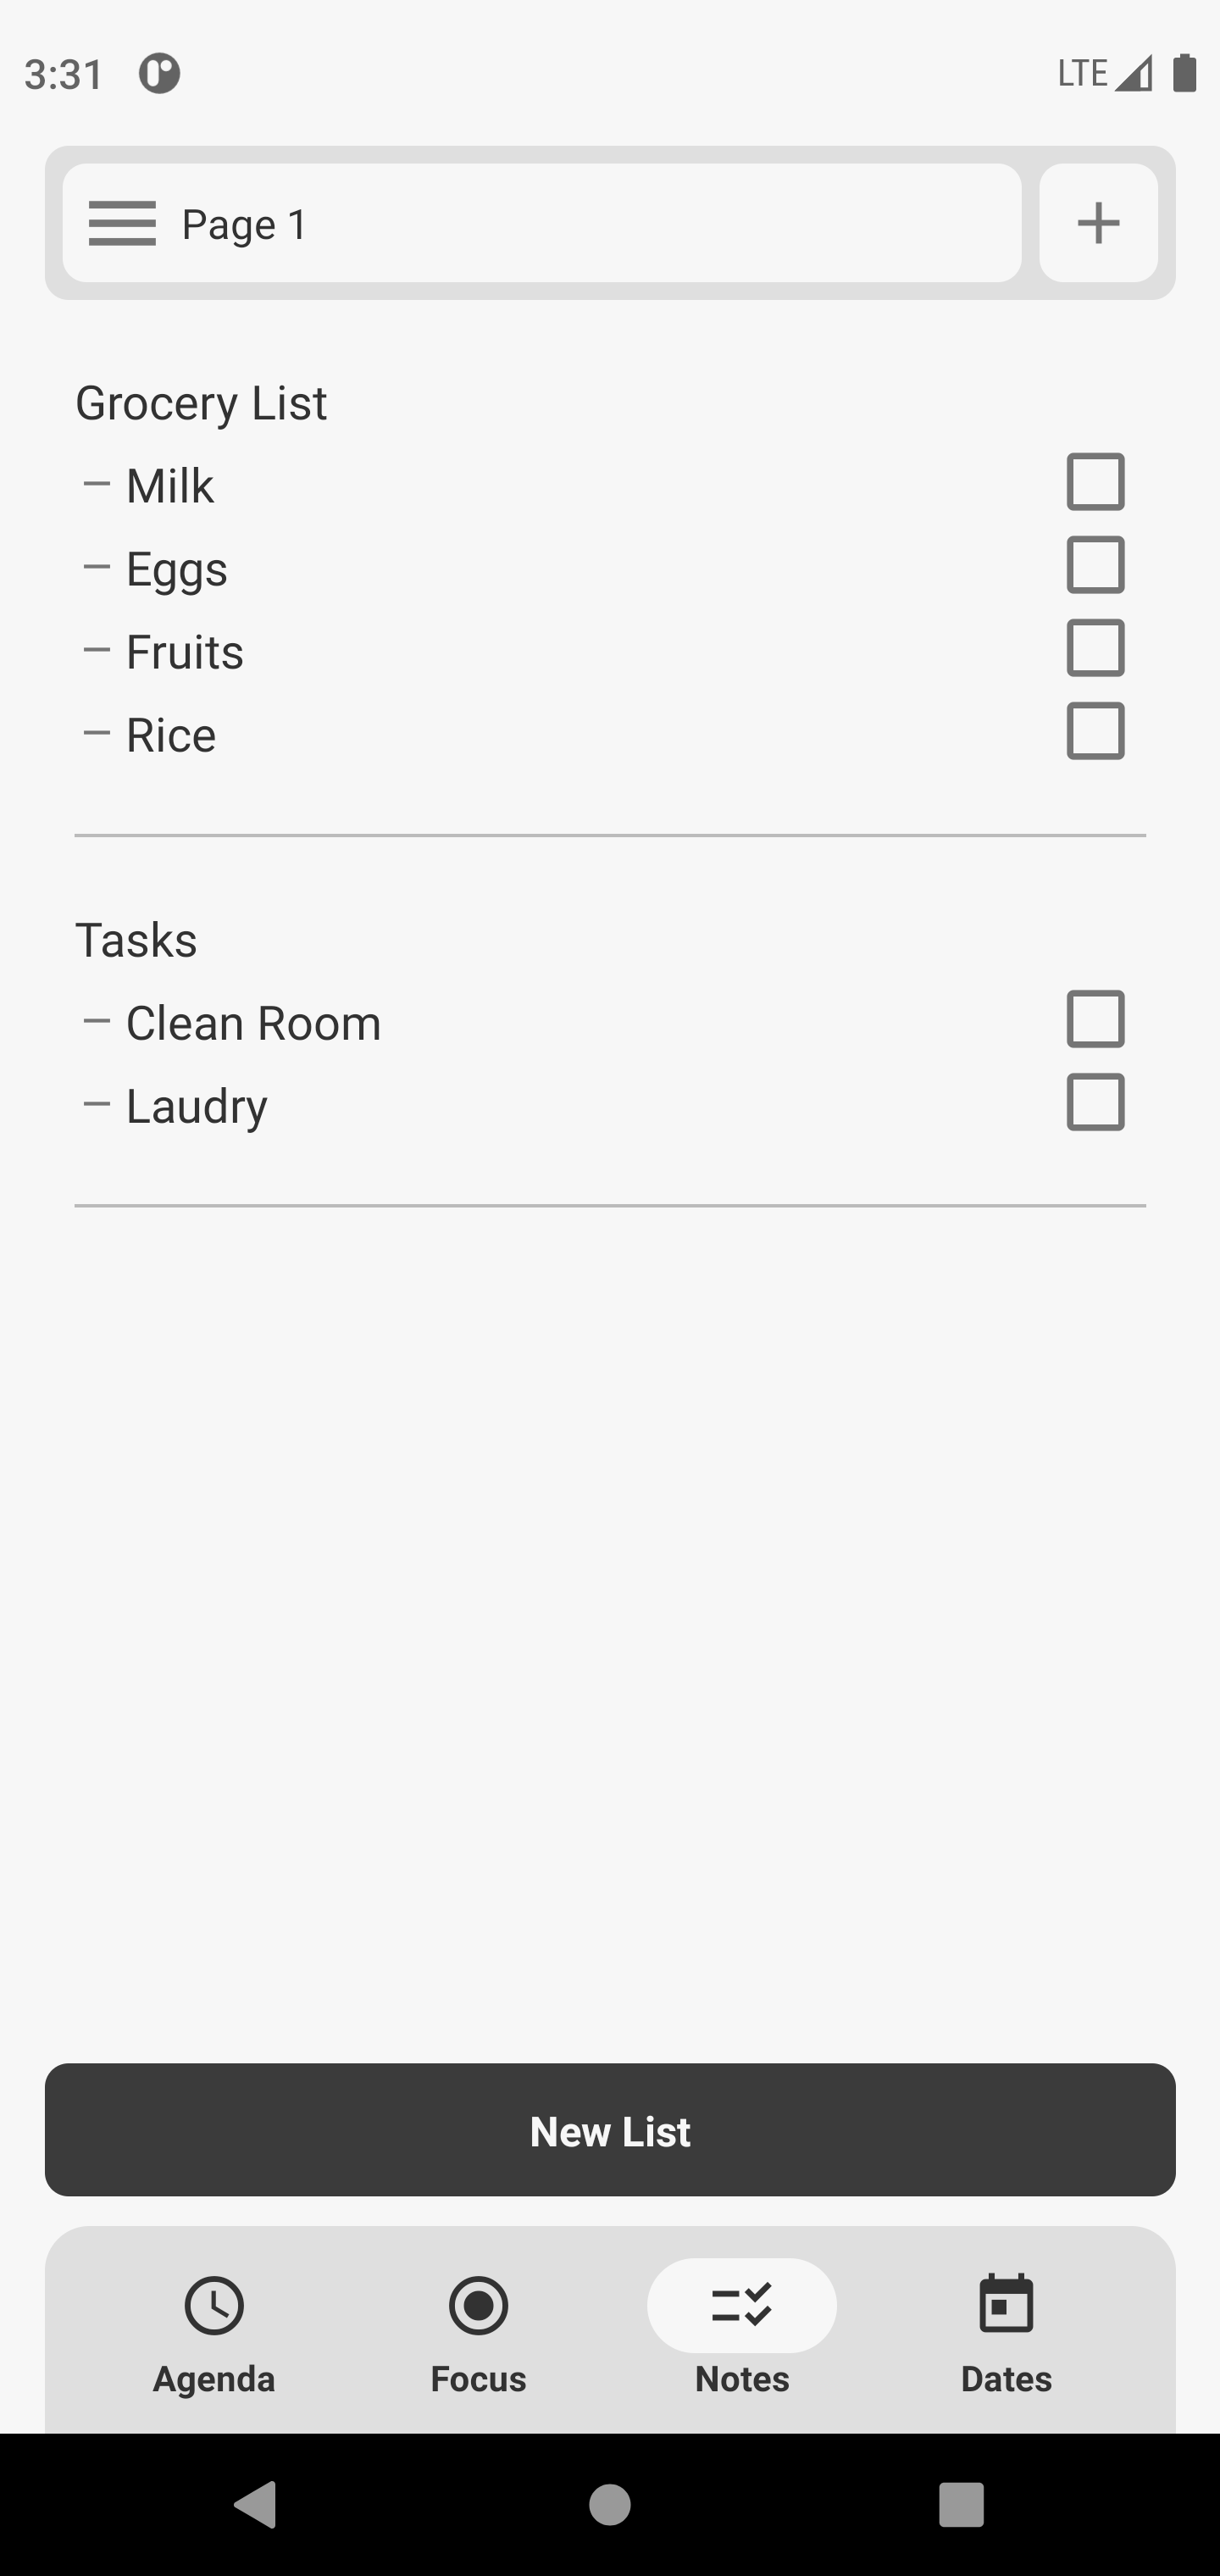 3:31
LTE
Page 1
Grocery List
Milk
Eggs
Fruits
Rice
Tasks
Clean Room
Laudry
New List
Agenda
Focus
Notes
Dates